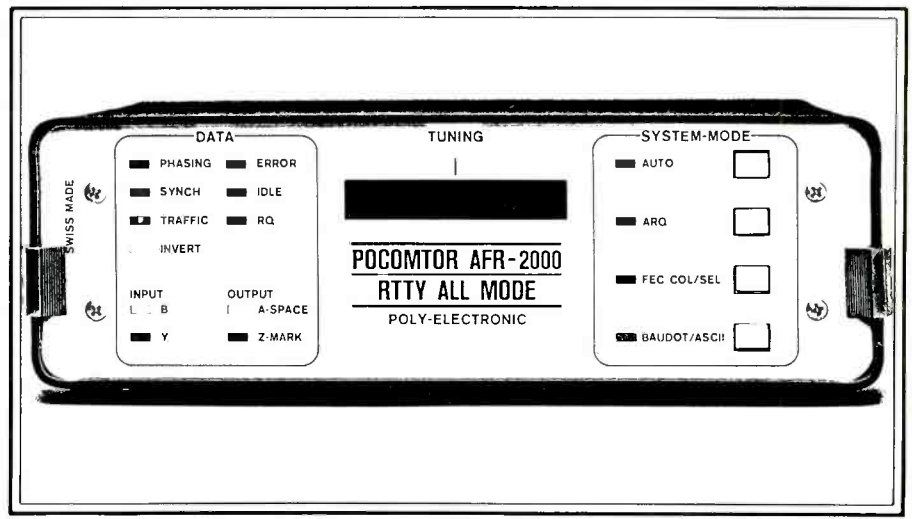 DATA
PHASING ERROR
SYNCH IDLE
TRAFFIC RQ
INVERT
INPUT OUTPUT
B A-SPACE
Y Z-MARK
SWISS MADE
TUNING
POCOMTOR AFR-2000
RTTY ALL MODE
POLY-ELECTRONIC
SYSTEM-MODE
AUTO
ARQ
FEC COL/SEL
BAUDOT/ASCII